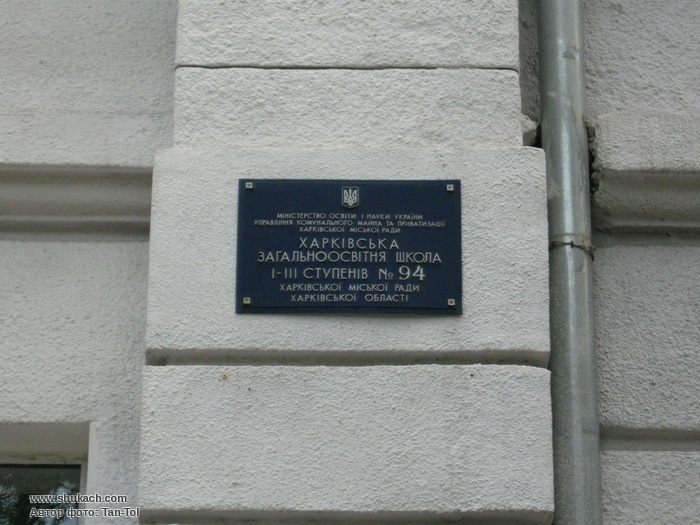 МІНІСТЕРСТВО ОСВІТИ І НАУКИ УКРАЇНИ
УПРАВЛІННЯ КОМУНАЛЬНОГО МАЙНА ТА ПРИВАТИЗАЦІЇ
ХАРКІВСЬКОЇ МІСЬКОЇ РАДИ
ХАРКІВСЬКА
ЗАГАЛЬНООСВІТНЯ ШКОЛА
І-ІІІ СТУПЕНІВ № 94
ХАРКІВСЬКОЇ МІСЬКОЇ РАДИ
ХАРКІВСЬКОЇ ОБЛАСТІ
www.shukach.com
Автор фото: Tan-Tol